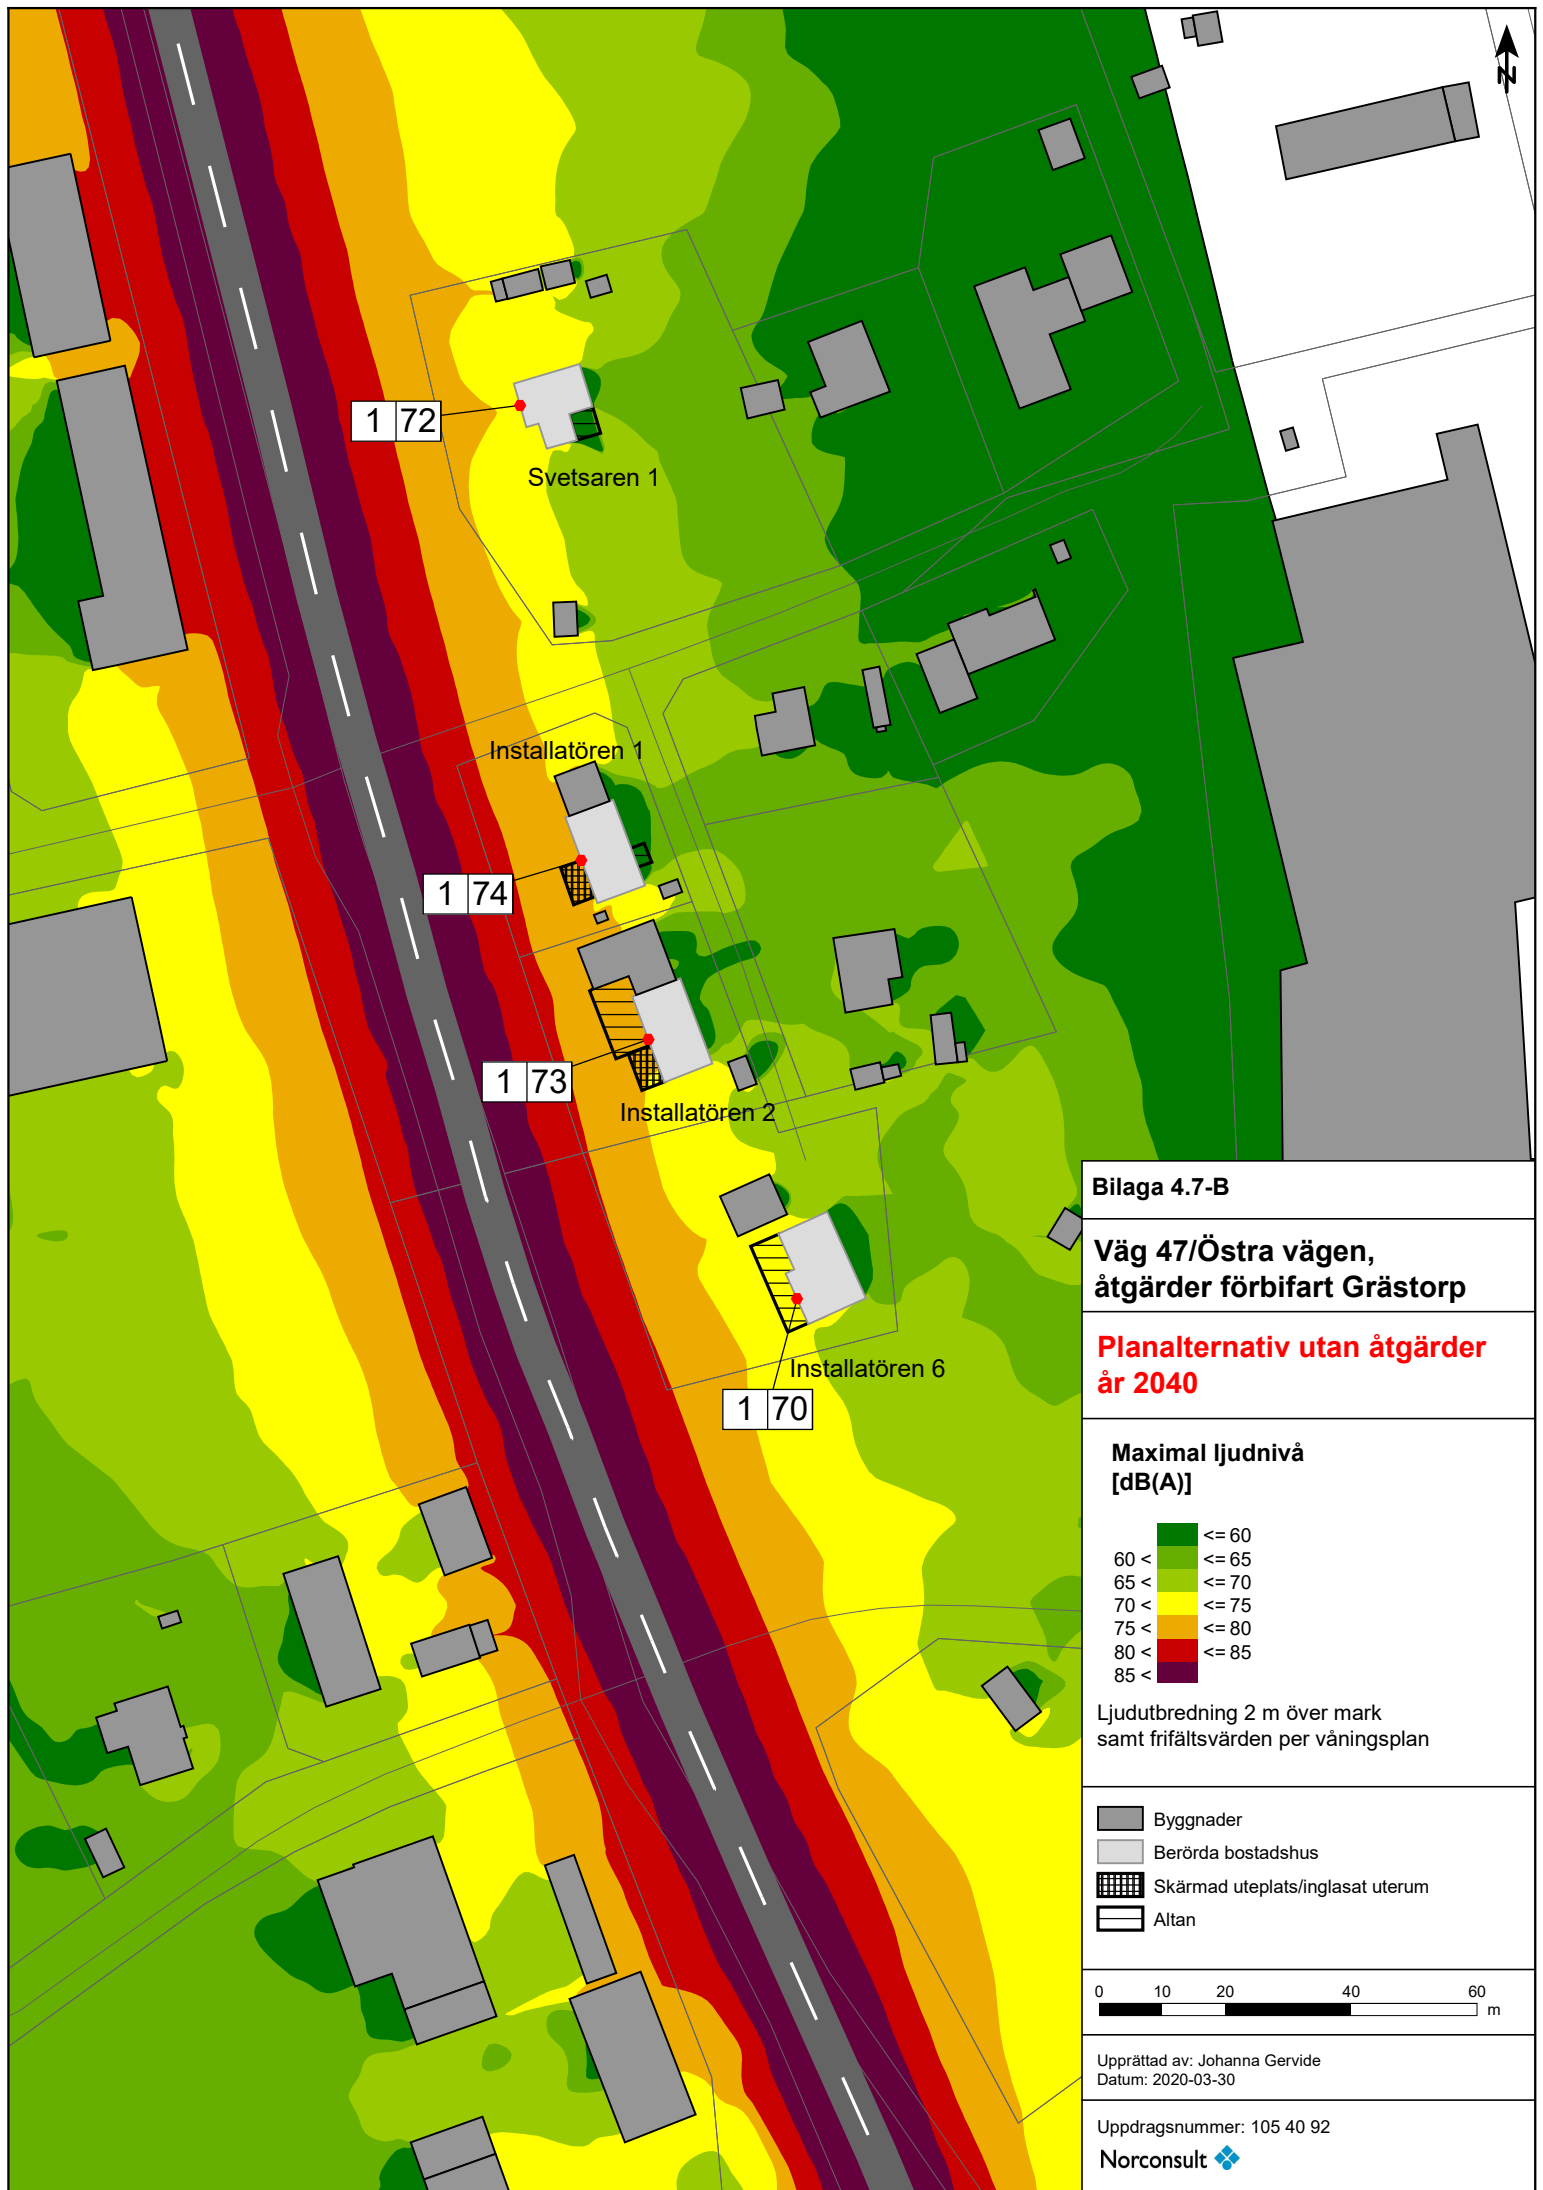 N
1 72
Svetsaren 1
Installatören 1
1 74
1 73
Installatören 2
Installatören 6
1 70
Bilaga 4.7-B
Väg 47/Östra vägen,
åtgärder förbifart Grästorp
Planalternativ utan åtgärder
år 2040
Maximal ljudnivå
[dB(A)]
<= 60
60 < <= 65
65 < <= 70
70 < <= 75
75 < <= 80
80 < <= 85
85 <
Ljudutbredning 2 m över mark
samt frifältsvärden per våningsplan
Byggnader
Berörda bostadshus
Skärmad uteplats/inglasat uterum
Altan
0 10 20 40 60
m
Upprättad av: Johanna Gervide
Datum: 2020-03-30
Uppdragsnummer: 105 40 92
Norconsult